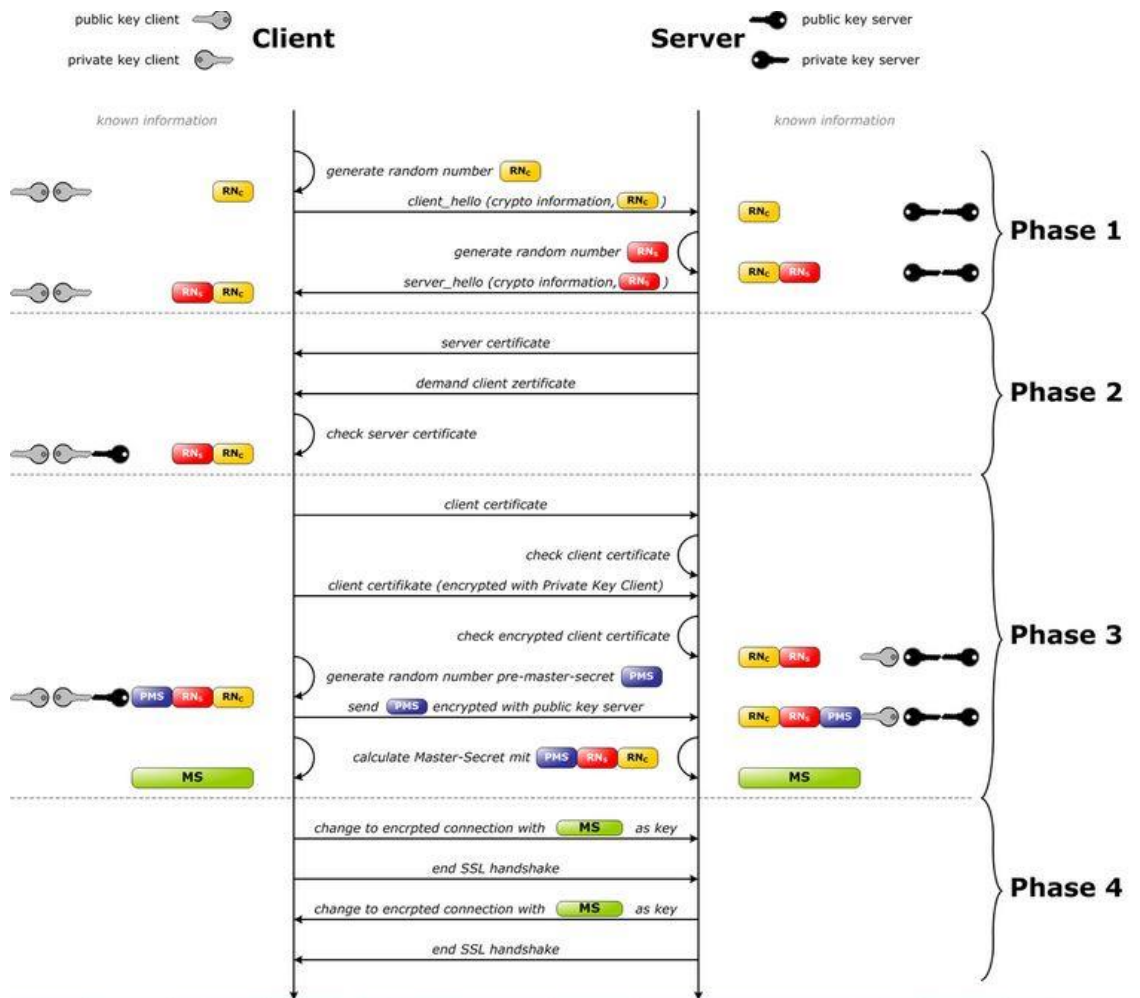 public key client
private key client
Client
Server
public key server
private key server
known information
known information
generate random number RNC
RNC
client_hello (crypto information, RNC )
RNC
generate random number RNS
RNC RNS
server_hello (crypto information, RNS )
RNS RNC
Phase 1
server certificate
demand client zertificate
check server certificate
RNS RNC
Phase 2
client certificate
check client certificate
client certifikate (encrypted with Private Key Client)
check encrypted client certificate
RNC RNS
generate random number pre-master-secret PMS
PMS RNS RNC
send PMS encrypted with public key server
RNC RNS PMS
calculate Master-Secret mit PMS RNS RNC
MS
MS
Phase 3
change to encrpted connection with MS as key
end SSL handshake
change to encrpted connection with MS as key
end SSL handshake
Phase 4